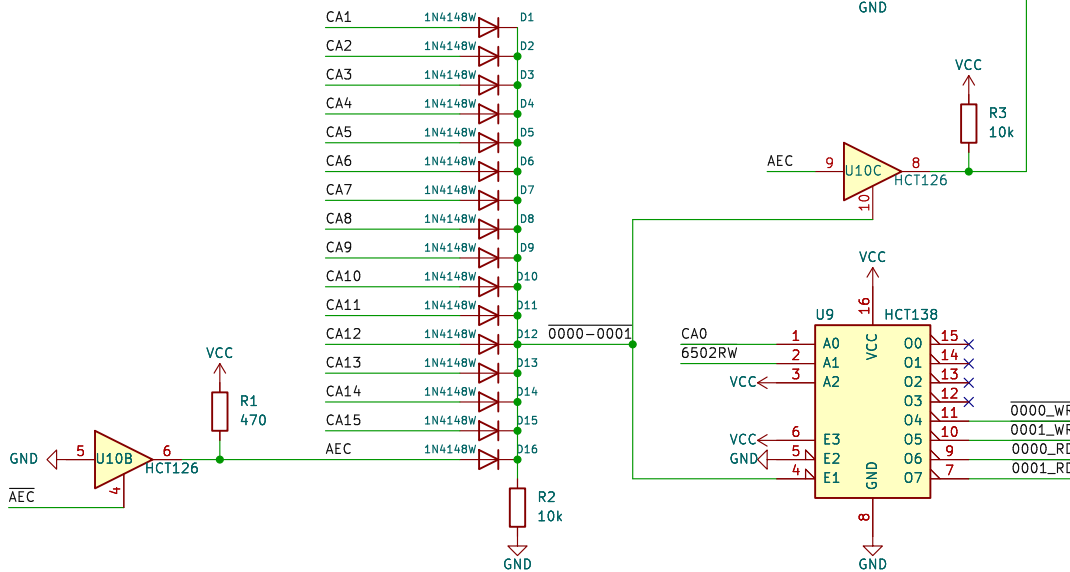 GND
CA1 1N4148W D1
CA2 1N4148W D2
CA3 1N4148W D3
CA4 1N4148W D4
CA5 1N4148W D5
CA6 1N4148W D6
CA7 1N4148W D7
CA8 1N4148W D8
CA9 1N4148W D9
CA10 1N4148W D10
CA11 1N4148W D11
CA12 1N4148W D12
CA13 1N4148W D13
CA14 1N4148W D14
CA15 1N4148W D15
AEC 1N4148W D16
0000-0001
R2
10k
GND
VCC
R1
470
GND 5 U10B 6
HCT126
4
AEC
VCC
R3
10k
AEC 9 U10C 8
HCT126
10
VCC
16
U9 HCT138
VCC
CA0 1 A0 O0 15
6502RW 2 A1 O1 14
VCC 3 A2 O2 13
O3 12
O4 11 0000_WR
VCC 6 E3 O5 10 0001_WR
GND 5 E2 O6 9 0000_RD
4 E1 O7 7 0001_RD
GND
8
GND